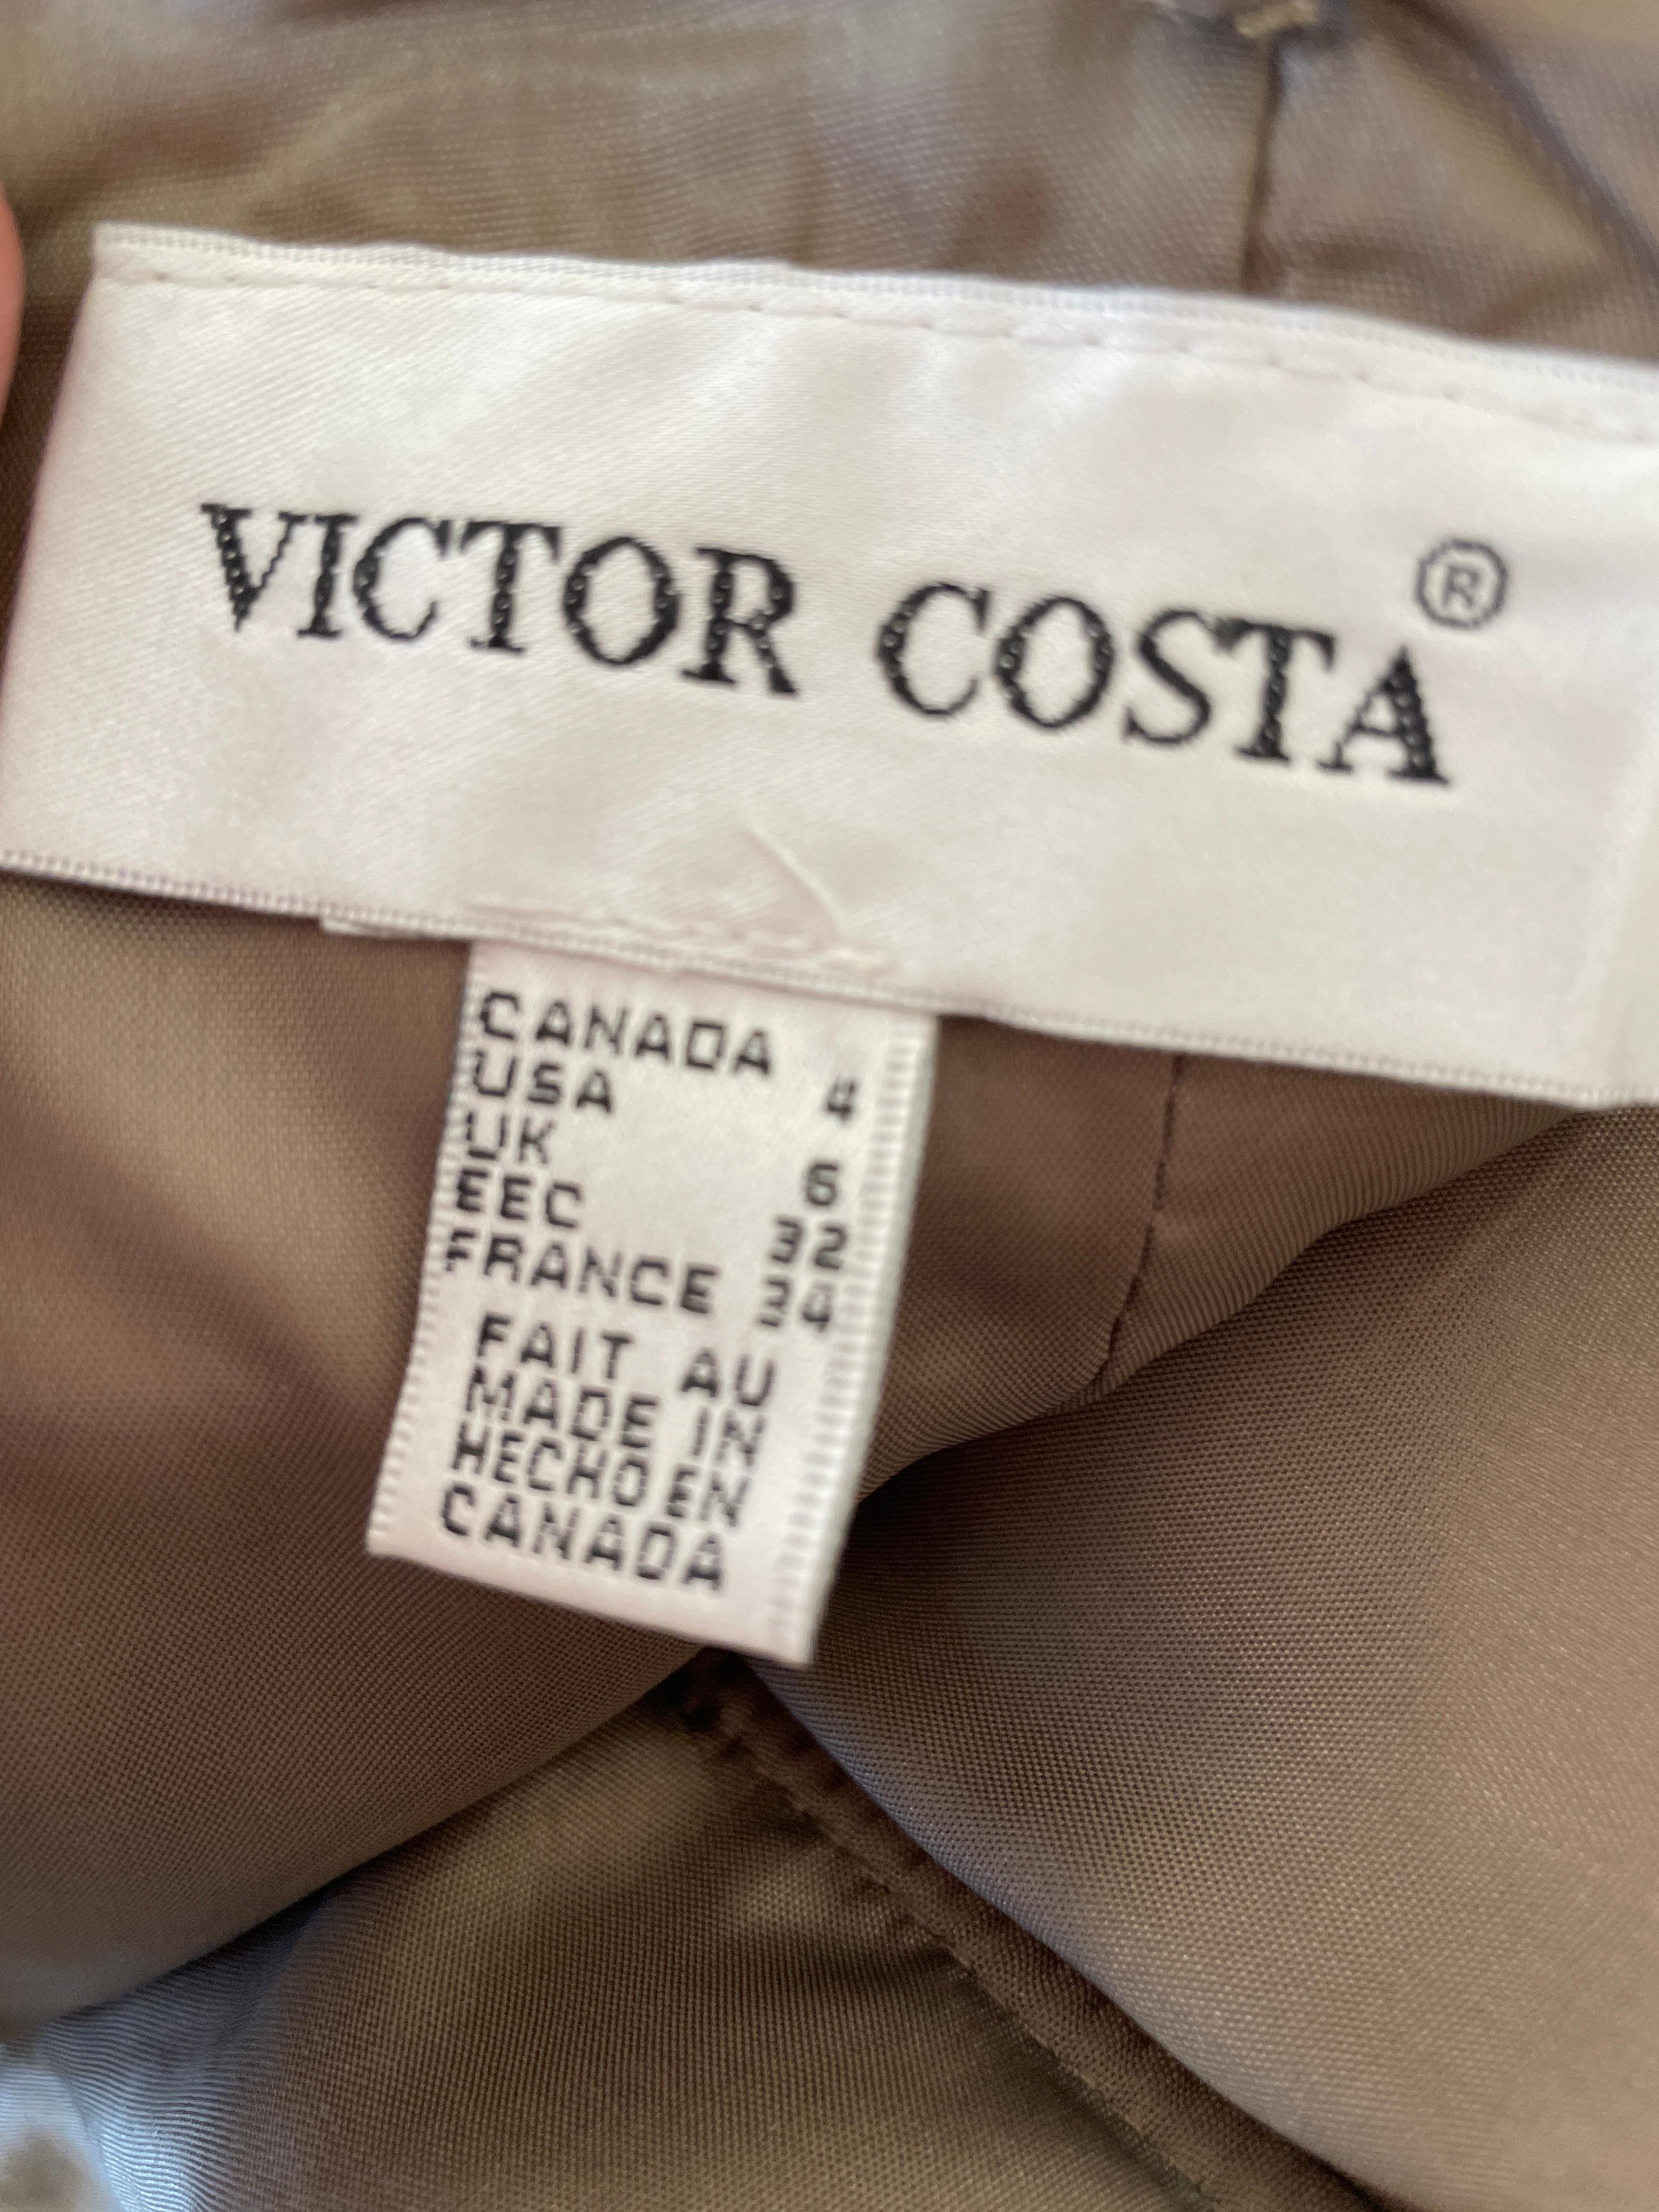 VICTOR COSTA ®
CANADA
USA 4
UK 6
EEC 32
FRANCE 34
FAIT AU
MADE IN
HECHO EN
CANADA